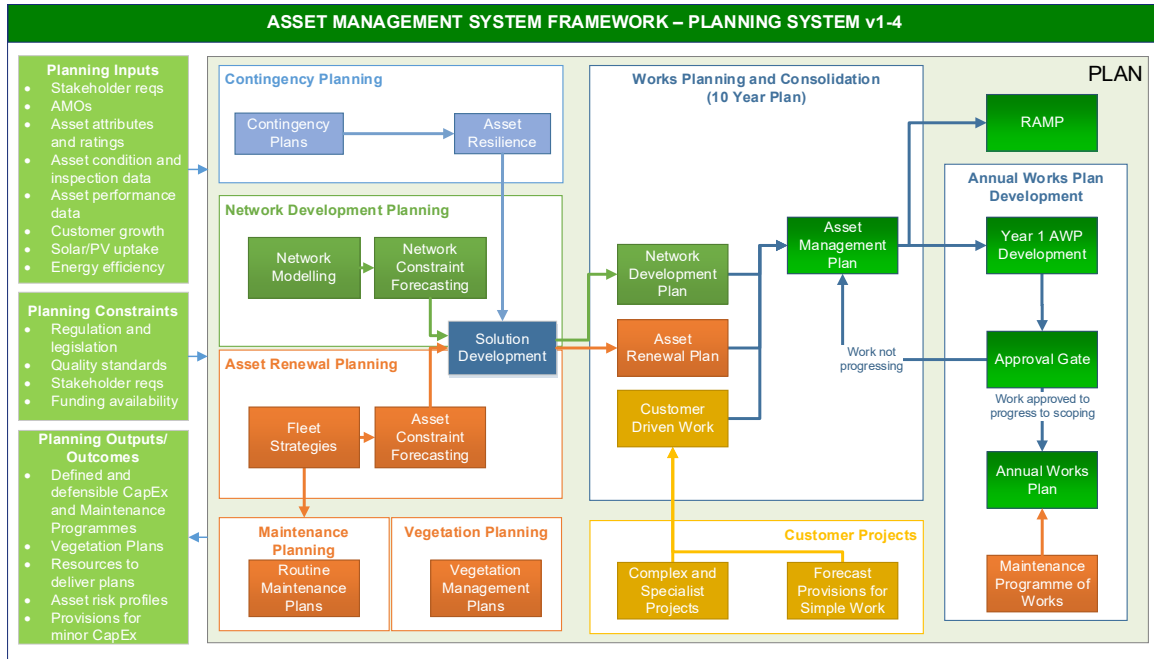 ASSET MANAGEMENT SYSTEM FRAMEWORK – PLANNING SYSTEM v1-4
Planning Inputs
• Stakeholder reqs
• AMOs
• Asset attributes
and ratings
• Asset condition and
inspection data
• Asset performance
data
• Customer growth
• Solar/PV uptake
• Energy efficiency
Planning Constraints
• Regulation and
legislation
• Quality standards
• Stakeholder reqs
• Funding availability
Planning Outputs/
Outcomes
• Defined and
defensible CapEx
and Maintenance
Programmes
• Vegetation Plans
• Resources to
deliver plans
• Asset risk profiles
• Provisions for
minor CapEx
PLAN
Contingency Planning
Contingency
Plans
Asset
Resilience
Network Development Planning
Network
Modelling
Network
Constraint
Forecasting
Solution
Development
Asset Renewal Planning
Fleet
Strategies
Asset
Constraint
Forecasting
Maintenance
Planning
Routine
Maintenance
Plans
Vegetation Planning
Vegetation
Management
Plans
Works Planning and Consolidation
(10 Year Plan)
Network
Development
Plan
Asset
Renewal Plan
Customer
Driven Work
Asset
Management
Plan
Work not
progressing
Customer Projects
Complex and
Specialist
Projects
Forecast
Provisions for
Simple Work
RAMP
Annual Works Plan
Development
Year 1 AWP
Development
Approval Gate
Work approved to
progress to scoping
Annual Works
Plan
Maintenance
Programme of
Works